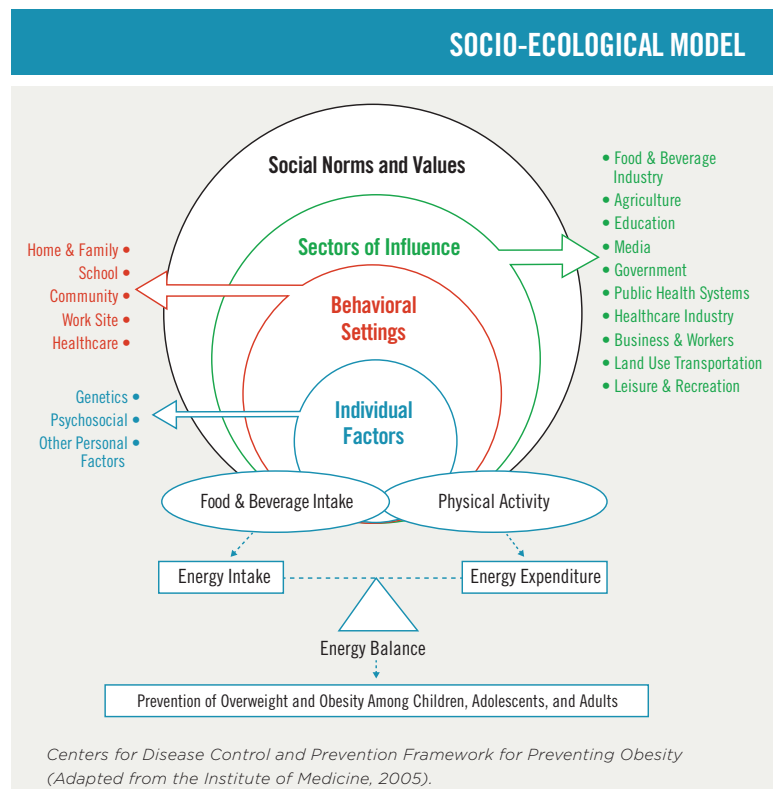 SOCIO-ECOLOGICAL MODEL
Social Norms and Values
Sectors of Influence
Behavioral
Settings
Individual
Factors
Home & Family •
School •
Community •
Work Site •
Healthcare •
Genetics •
Psychosocial •
Other Personal •
Factors
• Food & Beverage
Industry
• Agriculture
• Education
• Media
• Government
• Public Health Systems
• Healthcare Industry
• Business & Workers
• Land Use Transportation
• Leisure & Recreation
Food & Beverage Intake
Physical Activity
Energy Intake
Energy Expenditure
Energy Balance
Prevention of Overweight and Obesity Among Children, Adolescents, and Adults
Centers for Disease Control and Prevention Framework for Preventing Obesity
(Adapted from the Institute of Medicine, 2005).